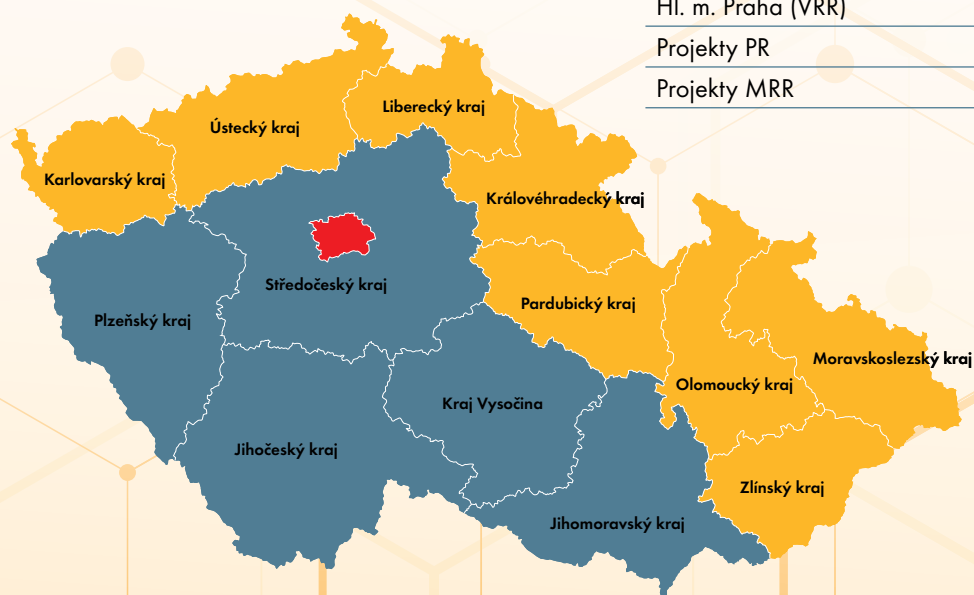 Hl. m. Praha (VRR)
Projekty PR
Projekty MRR
Liberecký kraj
Ústecký kraj
Karlovarský kraj
Královéhradecký kraj
Středočeský kraj
Pardubický kraj
Plzeňský kraj
Moravskoslezský kraj
Olomoucký kraj
Kraj Vysočina
Jihočeský kraj
Zlínský kraj
Jihomoravský kraj